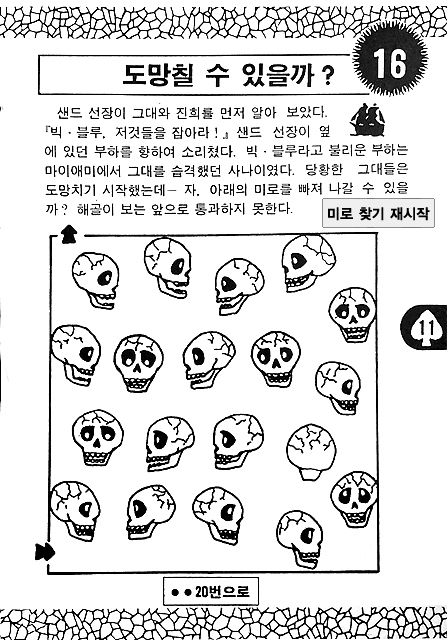 16
도망칠 수 있을까?
샌드 선장이 그대와 진희를 먼저 알아 보았다.
『빅·블루, 저것들을 잡아라!』 샌드 선장이 옆
에 있던 부하를 향하여 소리쳤다. 빅·블루라고 불리운 부하는
마이애미에서 그대를 습격했던 사나이였다. 당황한 그대들은
도망치기 시작했는데— 자, 아래의 미로를 빠져 나갈 수 있을
까? 해골이 보는 앞으로 통과하지 못한다.
미로 찾기 재시작
11
●●20번으로